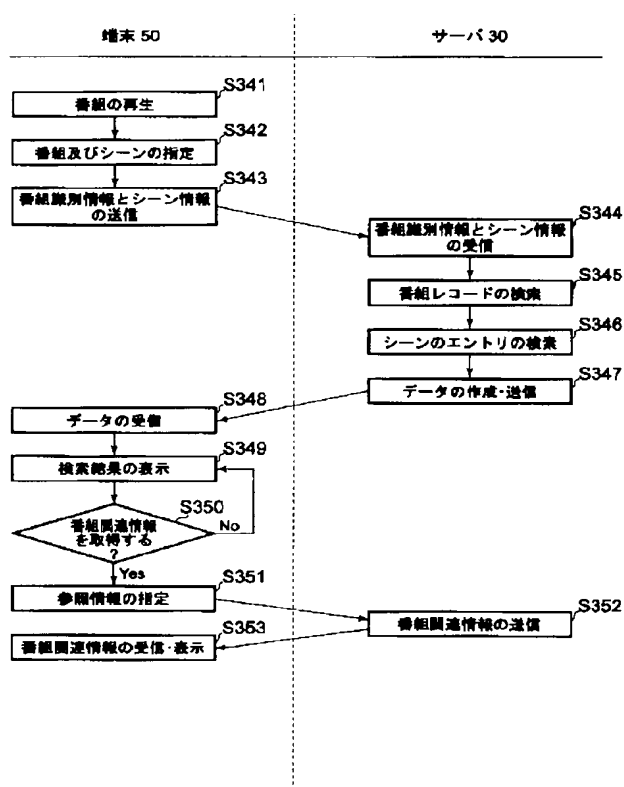 端末 50
サーバ 30
S341
番組の再生
S342
番組及びシーンの指定
S343
番組識別情報とシーン情報
の送信
S344
番組識別情報とシーン情報
の受信
S345
番組レコードの検索
S346
シーンのエントリの検索
S347
データの作成・送信
S348
データの受信
S349
検索結果の表示
S350
番組関連情報
を取得する
?
No
Yes
S351
参照情報の指定
S352
番組関連情報の送信
S353
番組関連情報の受信・表示